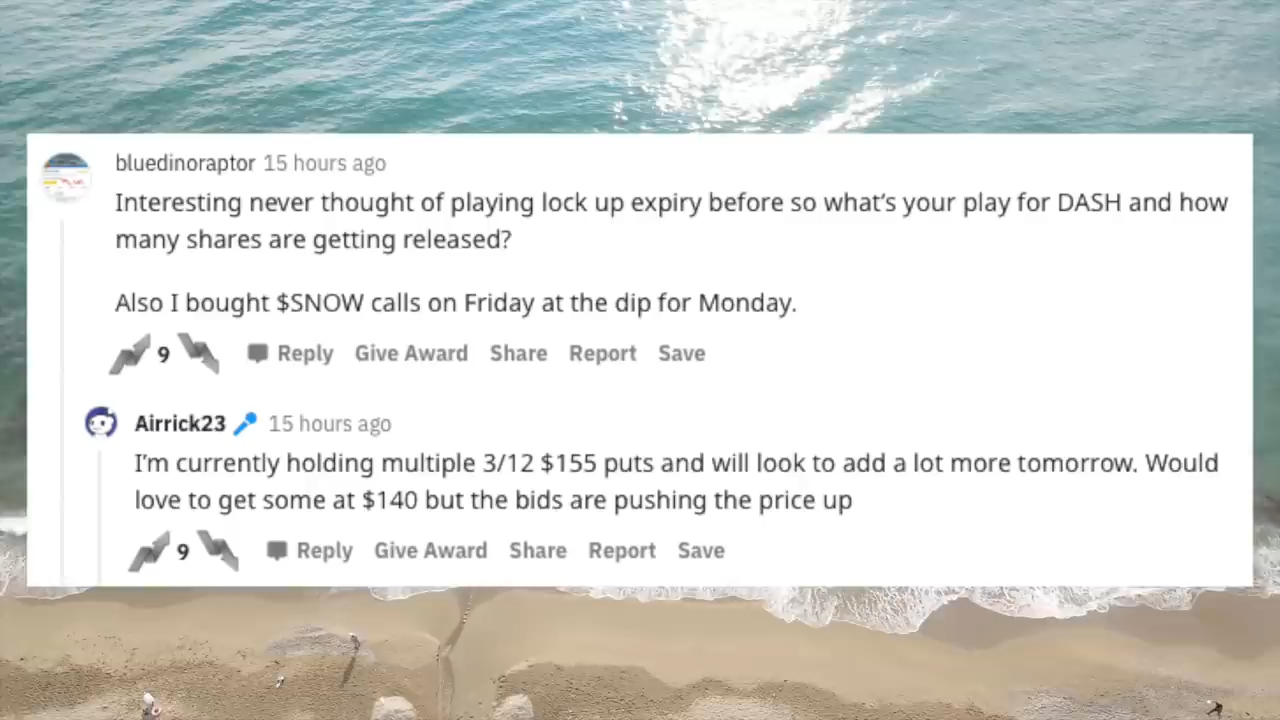 bluedinoraptor 15 hours ago
Interesting never thought of playing lock up expiry before so what's your play for DASH and how
many shares are getting released?
Also I bought $SNOW calls on Friday at the dip for Monday.
9 Reply Give Award Share Report Save
Airrick23 15 hours ago
I'm currently holding multiple 3/12 $155 puts and will look to add a lot more tomorrow. Would
love to get some at $140 but the bids are pushing the price up
9 Reply Give Award Share Report Save